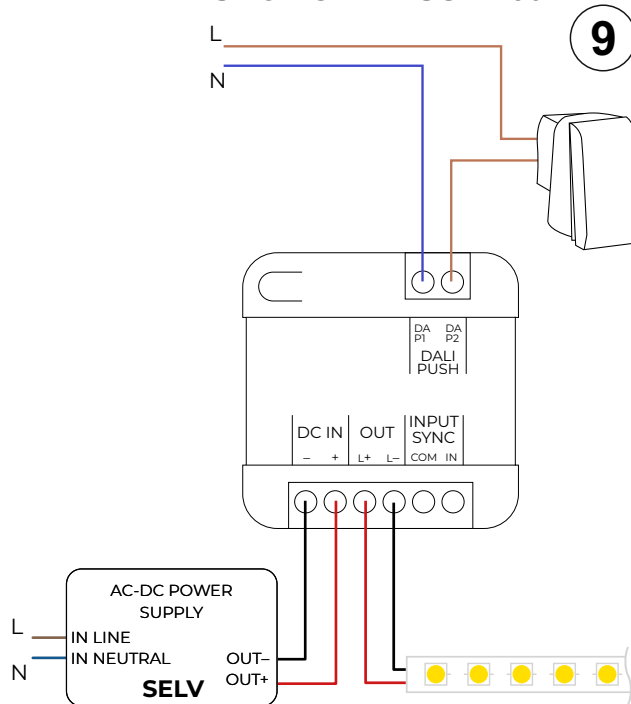 9
L
N
DA DA
P1 P2
DALI
PUSH
DC IN OUT INPUT
SYNC
– + L+ L– COM IN
AC-DC POWER
SUPPLY
L IN LINE
N IN NEUTRAL OUT–
OUT+
SELV